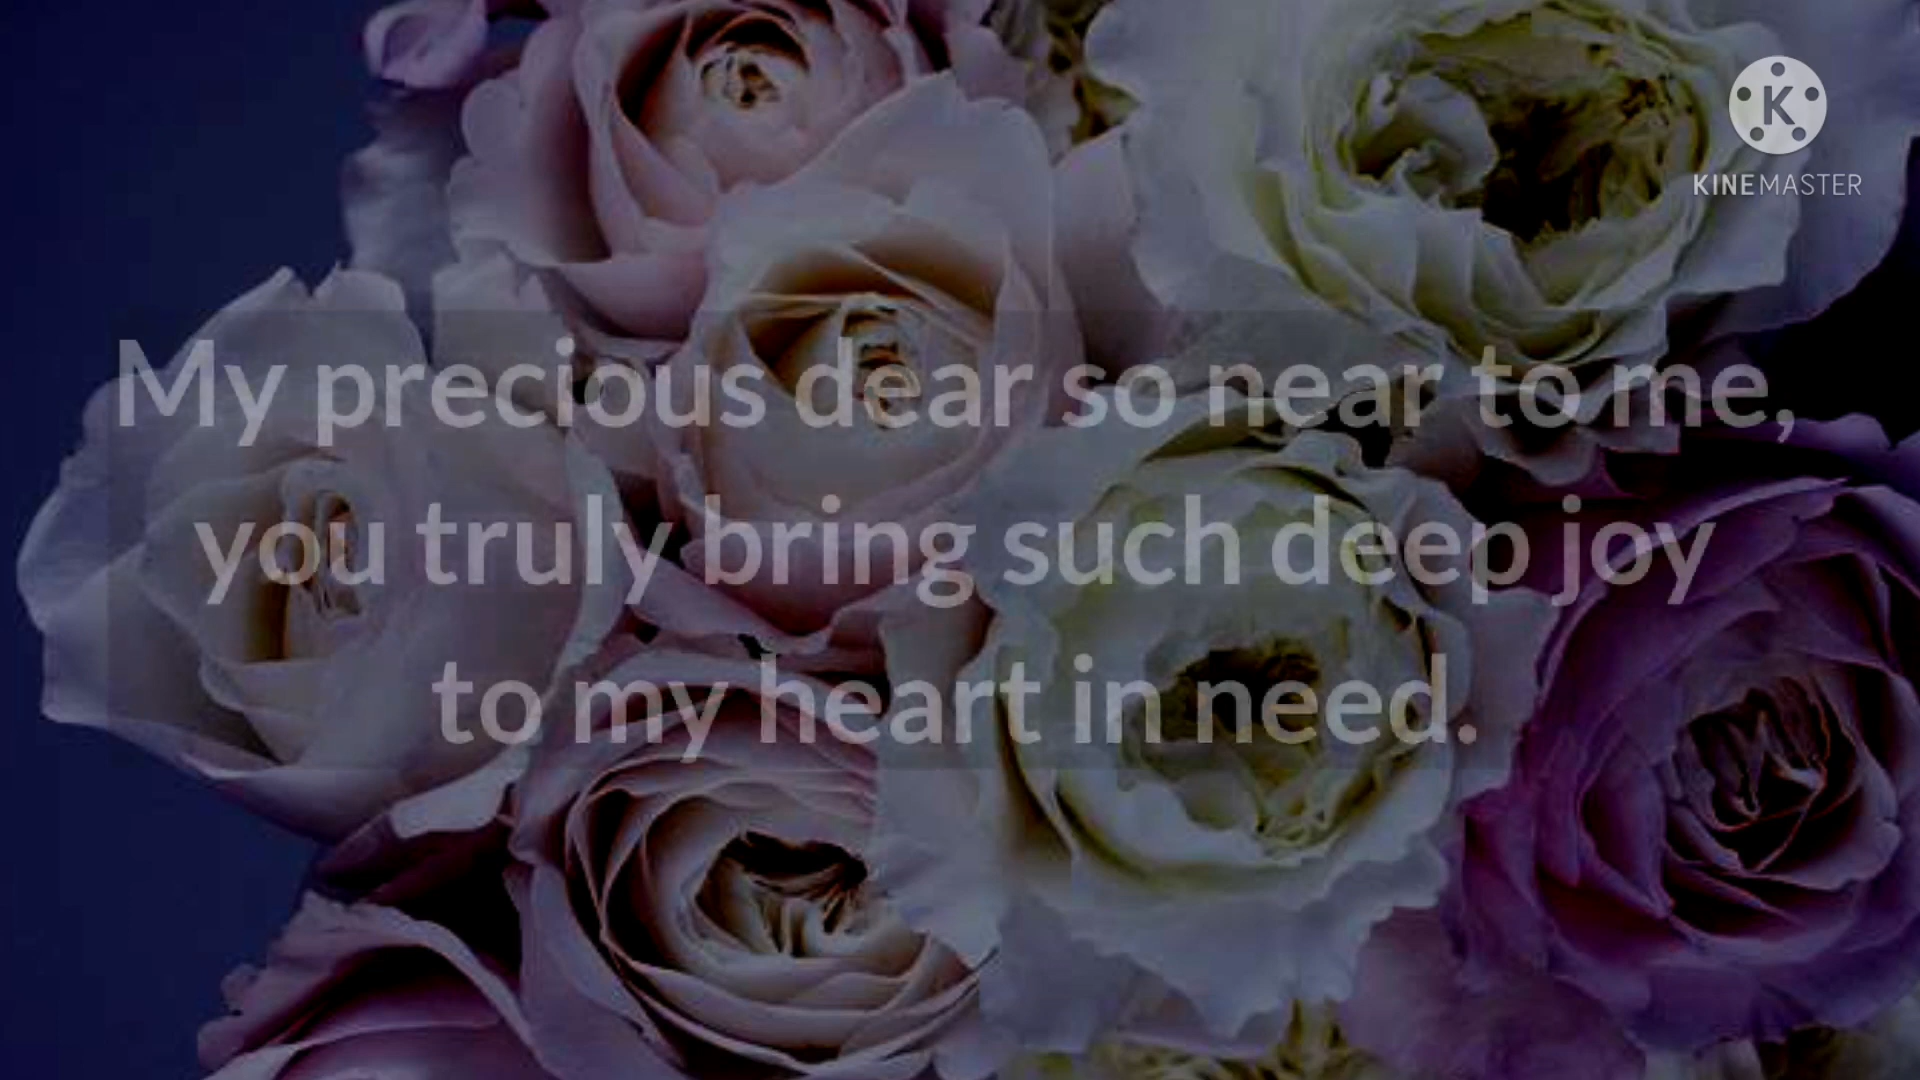 K
KINEMASTER
My precious dear so near to me,
you truly bring such deep joy
to my heart in need.